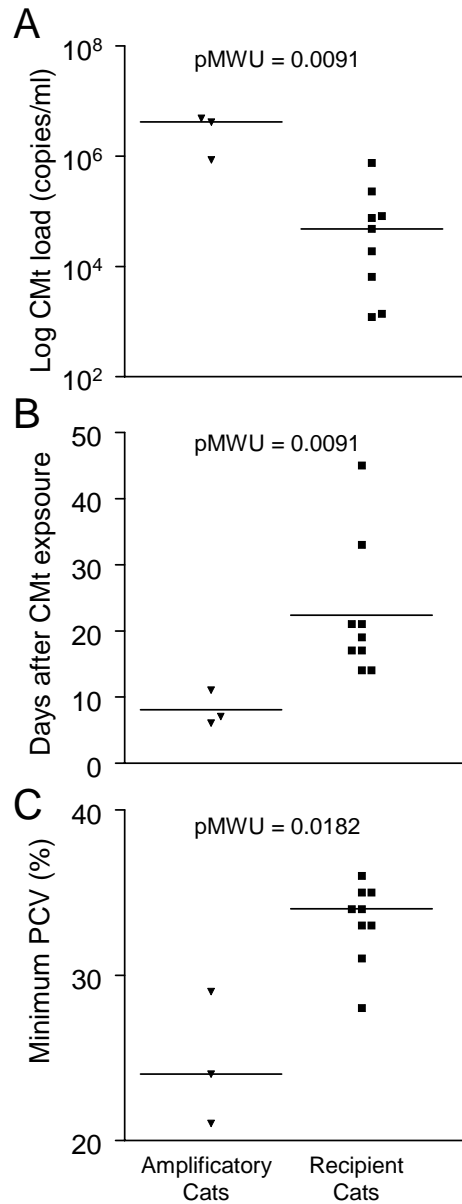 A
pMWU = 0.0091
Log CMt load (copies/ml)
10⁸
10⁶
10⁴
10²
B
pMWU = 0.0091
Days after CMt expsoure
50
40
30
20
10
0
C
pMWU = 0.0182
Minimum PCV (%)
40
30
20
Amplificatory Recipient
Cats Cats